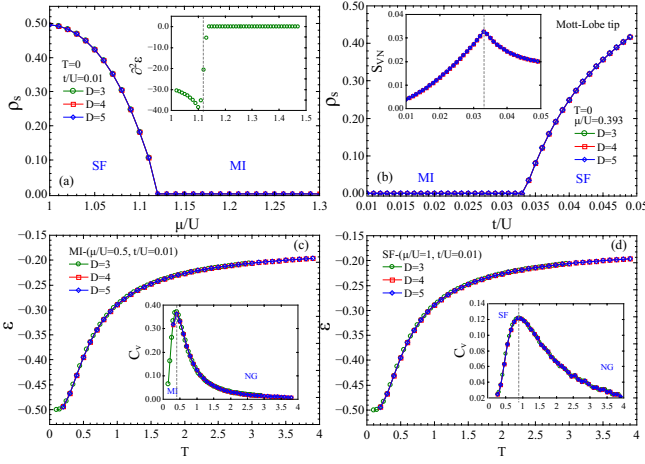 0.50
0.40
0.30
0.20
0.10
0.00
ρs
T=0
t/U=0.01
D=3
D=4
D=5
SF
MI
(a)
1 1.05 1.1 1.15 1.2 1.25 1.3
μ/U
0
−10
−20
−30
−40
∂²ε
1 1.1 1.2 1.3 1.4 1.5
0.50
0.40
0.30
0.20
0.10
0.00
ρs
Mott-Lobe tip
T=0
μ/U=0.393
D=3
D=4
D=5
MI
SF
(b)
0.01 0.015 0.02 0.025 0.03 0.035 0.04 0.045 0.05
t/U
0.04
0.03
0.02
0.01
0.00
SVN
0.01 0.02 0.03 0.04 0.05
−0.15
−0.20
−0.25
−0.30
−0.35
−0.40
−0.45
−0.50
ε
MI-(μ/U=0.5, t/U=0.01)
D=3
D=4
D=5
(c)
0 0.5 1 1.5 2 2.5 3 3.5 4
T
0.40
0.30
0.20
0.10
0.00
Cv
MI
NG
0 0.5 1 1.5 2 2.5 3 3.5 4
−0.15
−0.20
−0.25
−0.30
−0.35
−0.40
−0.45
−0.50
ε
SF-(μ/U=1, t/U=0.01)
D=3
D=4
D=5
(d)
0 0.5 1 1.5 2 2.5 3 3.5 4
T
0.14
0.12
0.10
0.08
0.06
0.04
0.02
Cv
SF
NG
0 0.5 1 1.5 2 2.5 3 3.5 4